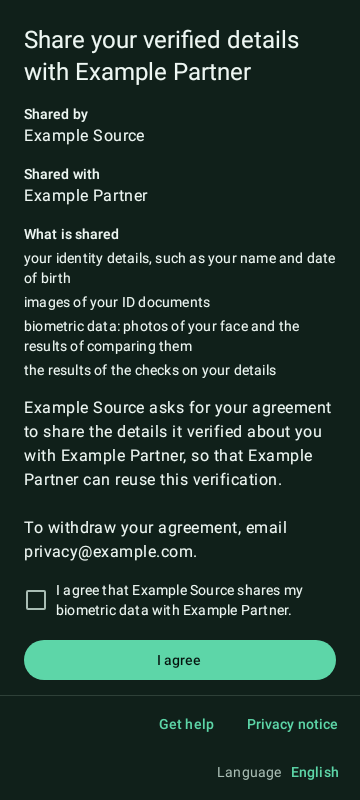 Share your verified details
with Example Partner
Shared by
Example Source
Shared with
Example Partner
What is shared
your identity details, such as your name and date
of birth
images of your ID documents
biometric data: photos of your face and the
results of comparing them
the results of the checks on your details
Example Source asks for your agreement
to share the details it verified about you
with Example Partner, so that Example
Partner can reuse this verification.
To withdraw your agreement, email
privacy@example.com.
I agree that Example Source shares my
biometric data with Example Partner.
I agree
Get help Privacy notice
Language English